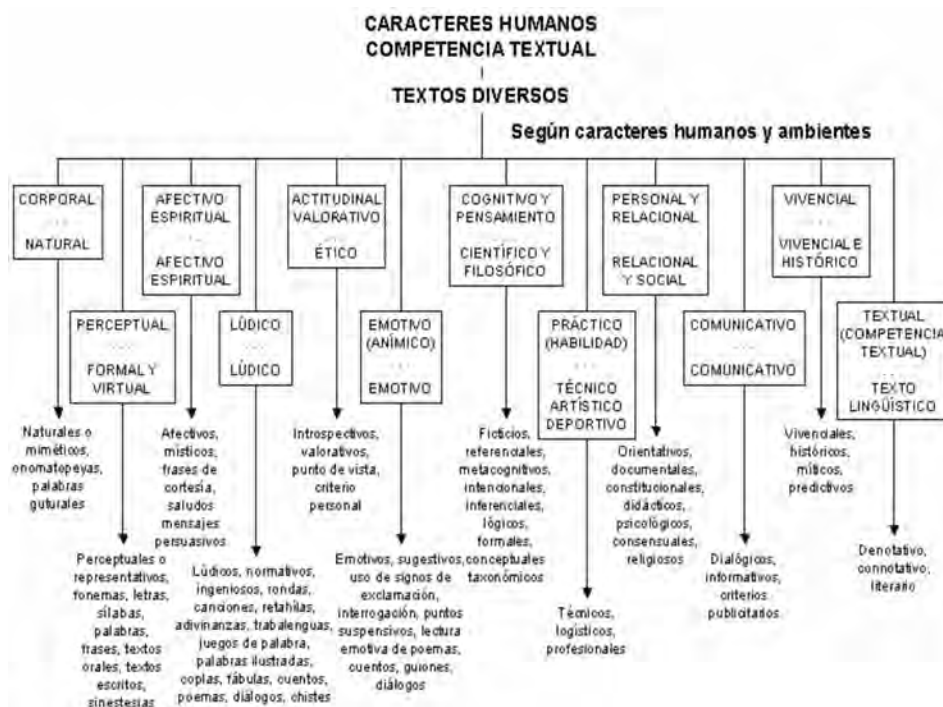 CARACTERES HUMANOS
COMPETENCIA TEXTUAL
TEXTOS DIVERSOS
Según caracteres humanos y ambientes
CORPORAL
...
NATURAL
AFECTIVO
ESPIRITUAL
...
AFECTIVO
ESPIRITUAL
ACTITUDINAL
VALORATIVO
...
ÉTICO
COGNITIVO Y
PENSAMIENTO
...
CIENTÍFICO Y
FILOSÓFICO
PERSONAL Y
RELACIONAL
...
RELACIONAL
Y SOCIAL
VIVENCIAL
...
VIVENCIAL E
HISTÓRICO
PERCEPTUAL
...
FORMAL Y
VIRTUAL
LÚDICO
...
LÚDICO
EMOTIVO
(ANÍMICO)
...
EMOTIVO
PRÁCTICO
(HABILIDAD)
...
TÉCNICO
ARTÍSTICO
DEPORTIVO
COMUNICATIVO
...
COMUNICATIVO
TEXTUAL
(COMPETENCIA
TEXTUAL)
...
TEXTO
LINGÜÍSTICO
Naturales o
miméticos,
onomatopeyas,
palabras
guturales
Afectivos,
místicos,
frases de
cortesía,
saludos
mensajes
persuasivos
Introspectivos,
valorativos,
punto de vista,
criterio
personal
Ficticios,
referenciales,
metacognitivos,
intencionales,
inferenciales,
lógicos,
formales,
conceptuales
taxonómicos
Orientativos,
documentales,
constitucionales,
didácticos,
psicológicos,
consensuales,
religiosos
Vivenciales,
históricos,
míticos,
predictivos
Perceptuales o
representativos,
fonemas, letras,
sílabas,
palabras,
frases, textos
orales, textos
escritos,
sinestesias
Lúdicos, normativos,
ingeniosos, rondas,
canciones, retahílas,
adivinanzas, trabalenguas,
juegos de palabra,
palabras ilustradas,
coplas, fábulas, cuentos,
poemas, diálogos, chistes
Emotivos, sugestivos,
uso de signos de
exclamación,
interrogación, puntos
suspensivos, lectura
emotiva de poemas,
cuentos, guiones,
diálogos
Técnicos,
logísticos,
profesionales
Dialógicos,
informativos,
criterios
publicitarios
Denotativo,
connotativo,
literario